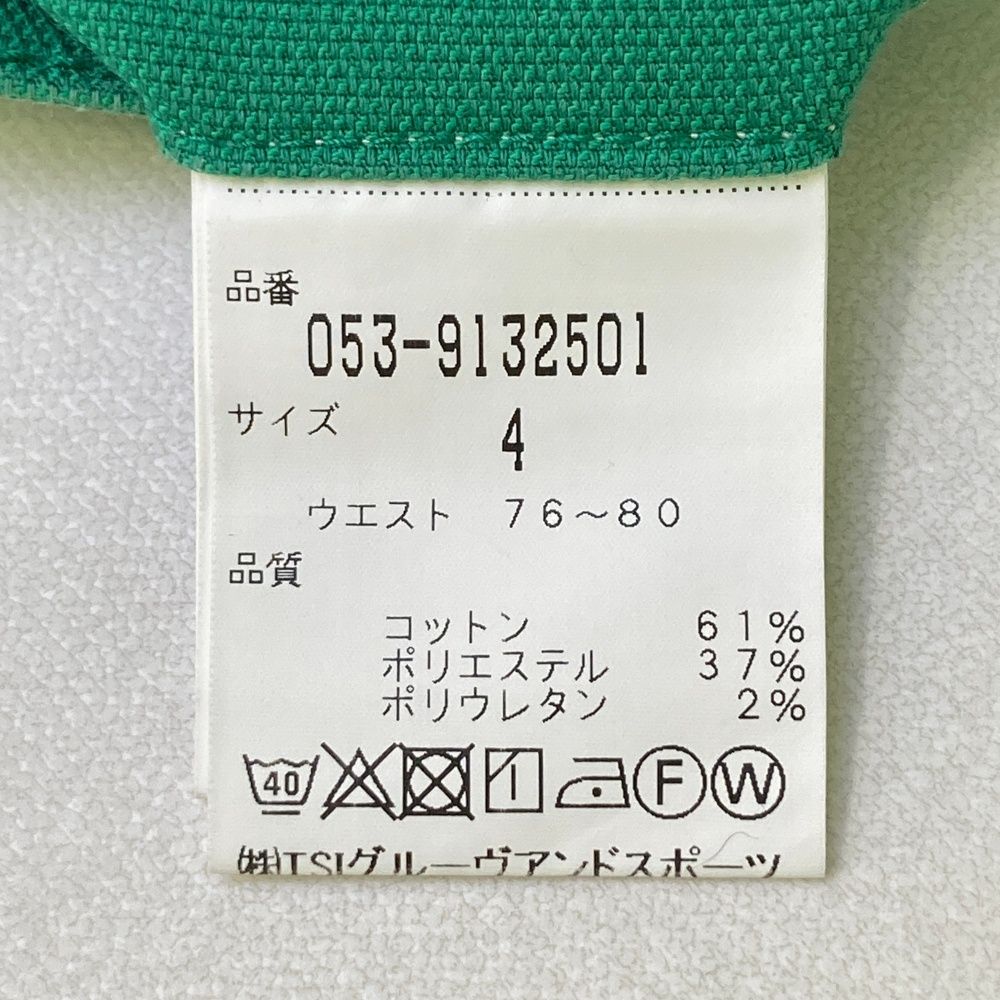 品番
053-9132501
サイズ 4
ウエスト 76～80
品質
コットン 61%
ポリエステル 37%
ポリウレタン 2%
40 F W
㈱TSIグルーヴアンドスポーツ